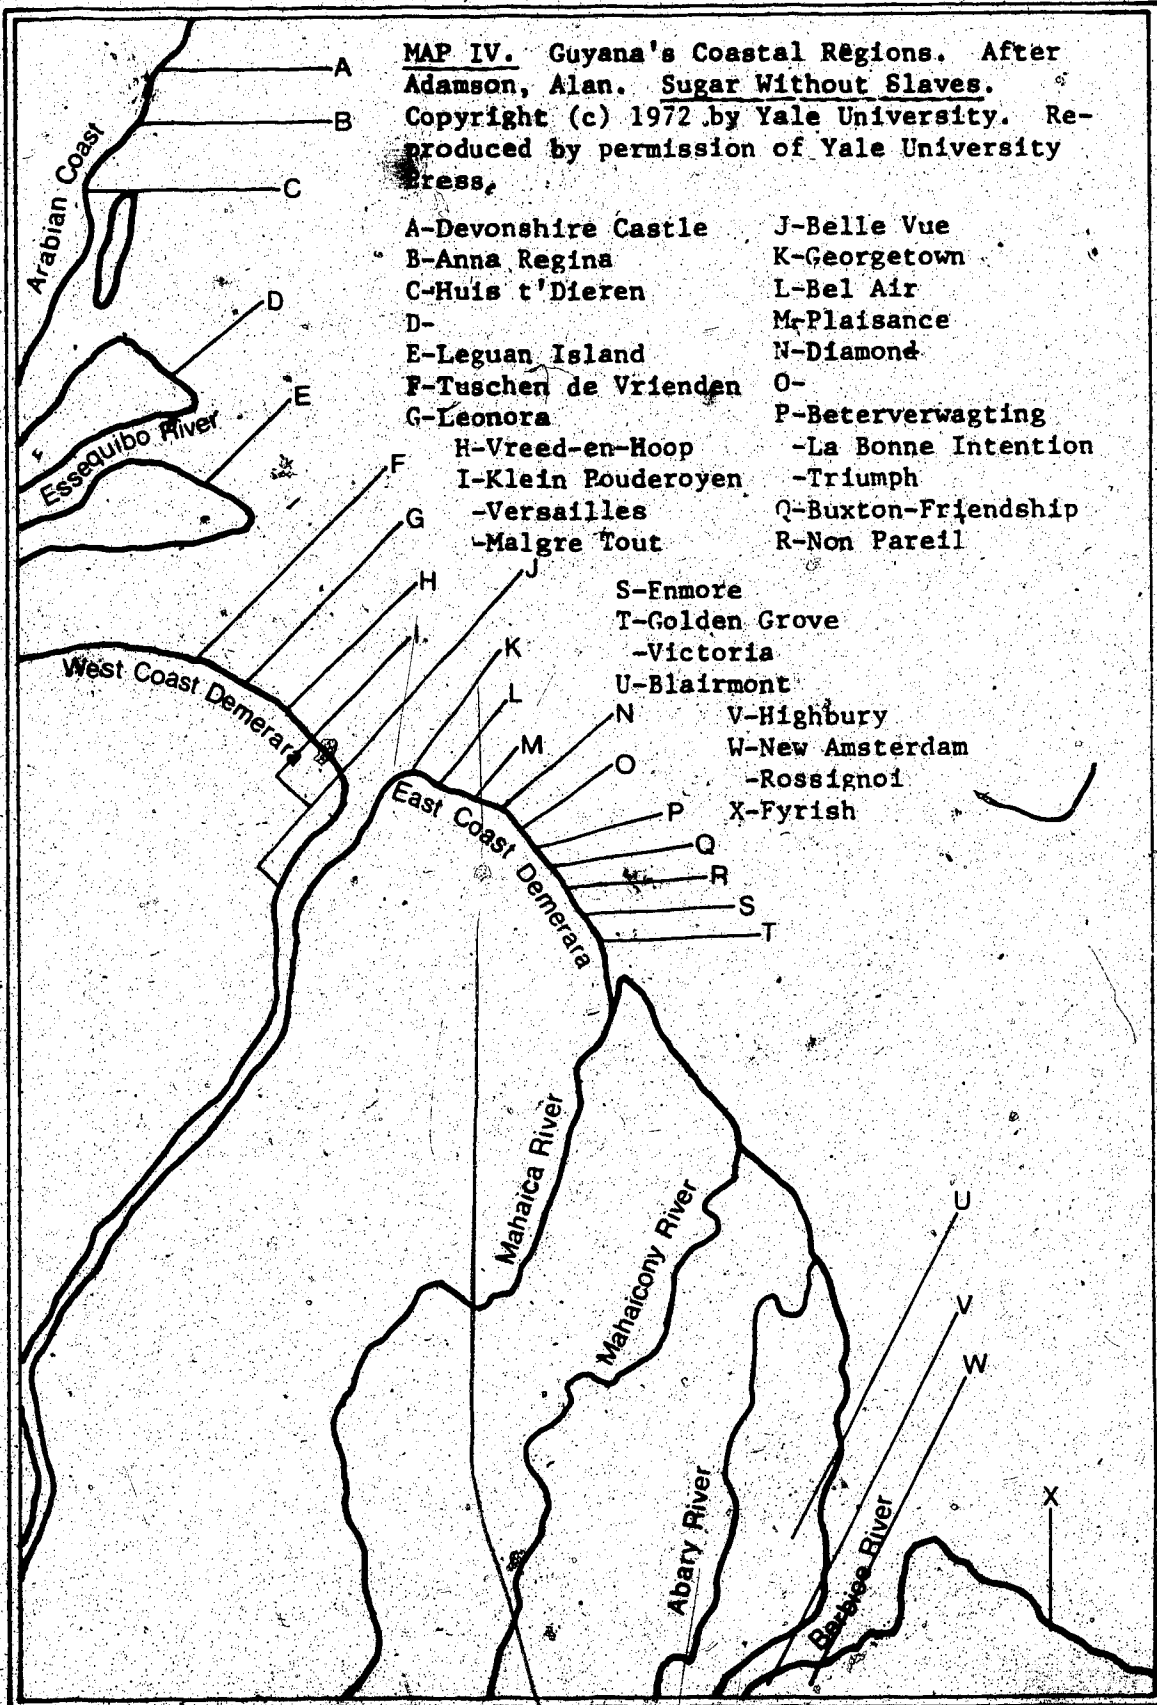 MAP IV. Guyana's Coastal Regions. After
Adamson, Alan. Sugar Without Slaves.
Copyright (c) 1972 by Yale University. Re-
produced by permission of Yale University
Press.
A-Devonshire Castle
B-Anna Regina
C-Huis t'Dieren
D-
E-Leguan Island
F-Tuschen de Vrienden
G-Leonora
H-Vreed-en-Hoop
I-Klein Pouderoyen
-Versailles
-Malgre Tout
J-Belle Vue
K-Georgetown
L-Bel Air
M-Plaisance
N-Diamond
O-
P-Beterverwagting
-La Bonne Intention
-Triumph
Q-Buxton-Friendship
R-Non Pareil
S-Enmore
T-Golden Grove
-Victoria
U-Blairmont
V-Highbury
W-New Amsterdam
-Rossignoi
X-Fyrish
A
B
C
Arabian Coast
D
E
Essequibo River
F
G
H
I
J
West Coast Demerara
K
L
M
N
O
P
Q
R
S
T
East Coast Demerara
Mahaica River
Mahaicony River
Abary River
U
V
W
Berbice River
X